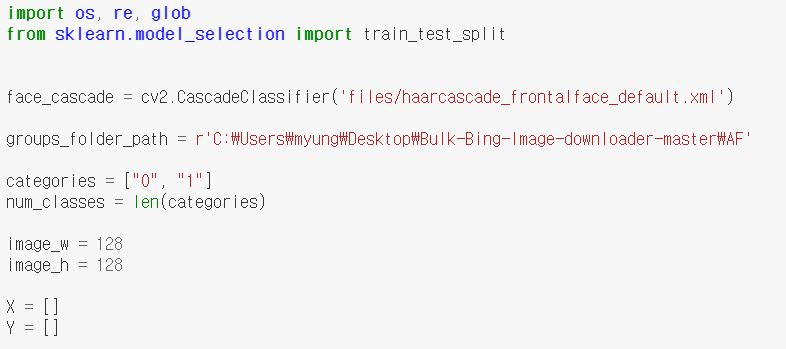 import os, re, glob
from sklearn.model_selection import train_test_split
face_cascade = cv2.CascadeClassifier('files/haarcascade_frontalface_default.xml')
groups_folder_path = r'C:₩Users₩myung₩Desktop₩Bulk-Bing-Image-downloader-master₩AF'
categories = ["0", "1"]
num_classes = len(categories)
image_w = 128
image_h = 128
X = []
Y = []